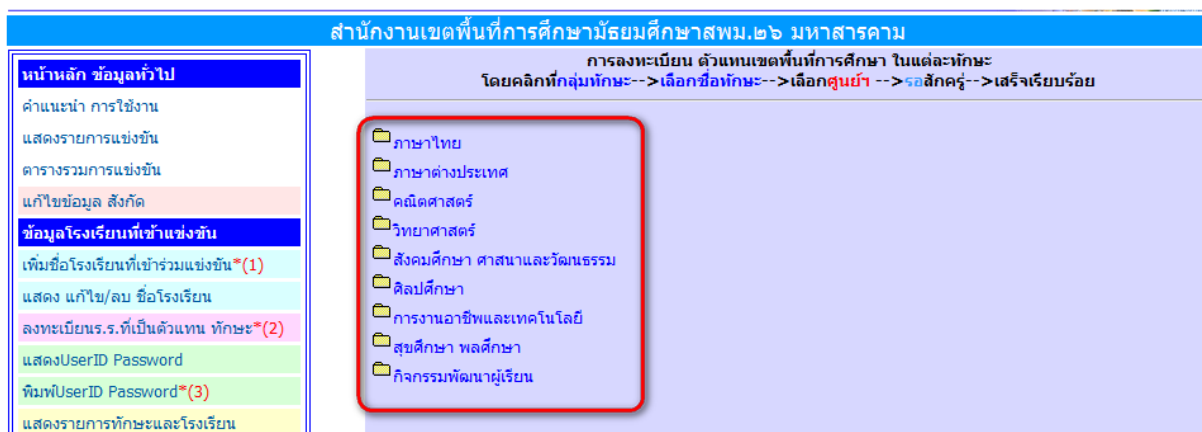 สำนักงานเขตพื้นที่การศึกษามัธยมศึกษาสพม.๒๖ มหาสารคาม
หน้าหลัก ข้อมูลทั่วไป
คำแนะนำ การใช้งาน
แสดงรายการแข่งขัน
ตารางรวมการแข่งขัน
แก้ไขข้อมูล สังกัด
ข้อมูลโรงเรียนที่เข้าแข่งขัน
เพิ่มชื่อโรงเรียนที่เข้าร่วมแข่งขัน*(1)
แสดง แก้ไข/ลบ ชื่อโรงเรียน
ลงทะเบียนร.ร.ที่เป็นตัวแทน ทักษะ*(2)
แสดงUserID Password
พิมพ์UserID Password*(3)
แสดงรายการทักษะและโรงเรียน
การลงทะเบียน ตัวแทนเขตพื้นที่การศึกษา ในแต่ละทักษะ
โดยคลิกที่กลุ่มทักษะ-->เลือกชื่อทักษะ-->เลือกศูนย์ฯ -->รอสักครู่-->เสร็จเรียบร้อย
ภาษาไทย
ภาษาต่างประเทศ
คณิตศาสตร์
วิทยาศาสตร์
สังคมศึกษา ศาสนาและวัฒนธรรม
ศิลปศึกษา
การงานอาชีพและเทคโนโลยี
สุขศึกษา พลศึกษา
กิจกรรมพัฒนาผู้เรียน